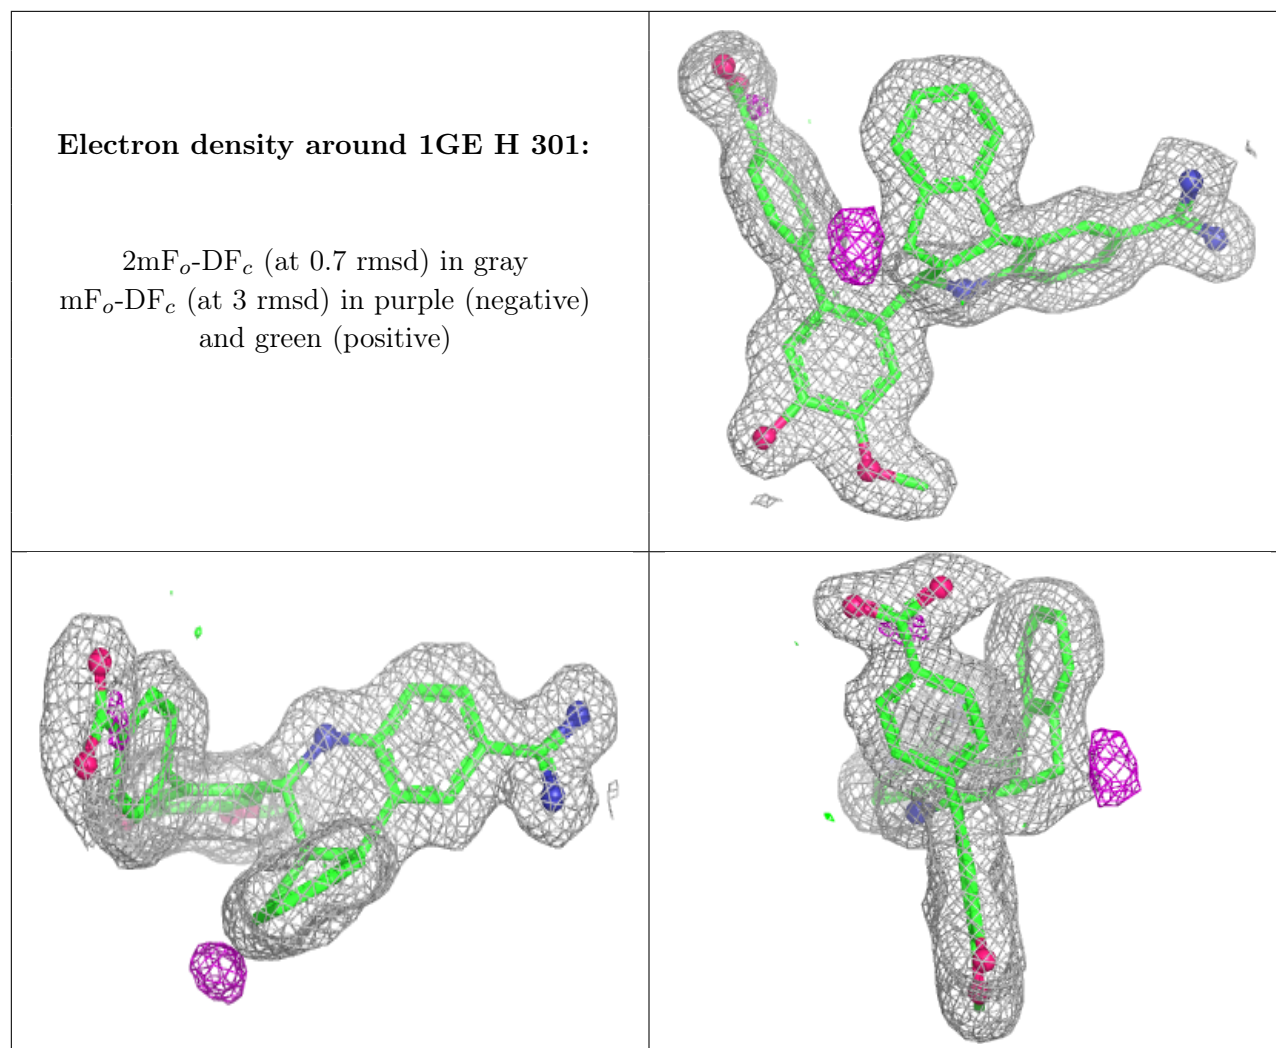 Electron density around 1GE H 301:
2mFo-DFc (at 0.7 rmsd) in gray
mFo-DFc (at 3 rmsd) in purple (negative)
and green (positive)